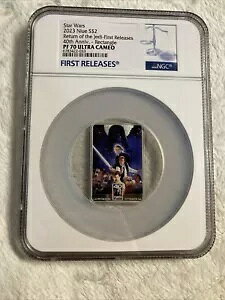 Star Wars
2023 Niue S$2
Return of the Jedi-First Releases
40th Anniv. - Rectangle
PF 70 ULTRA CAMEO
FIRST RELEASES
NGC